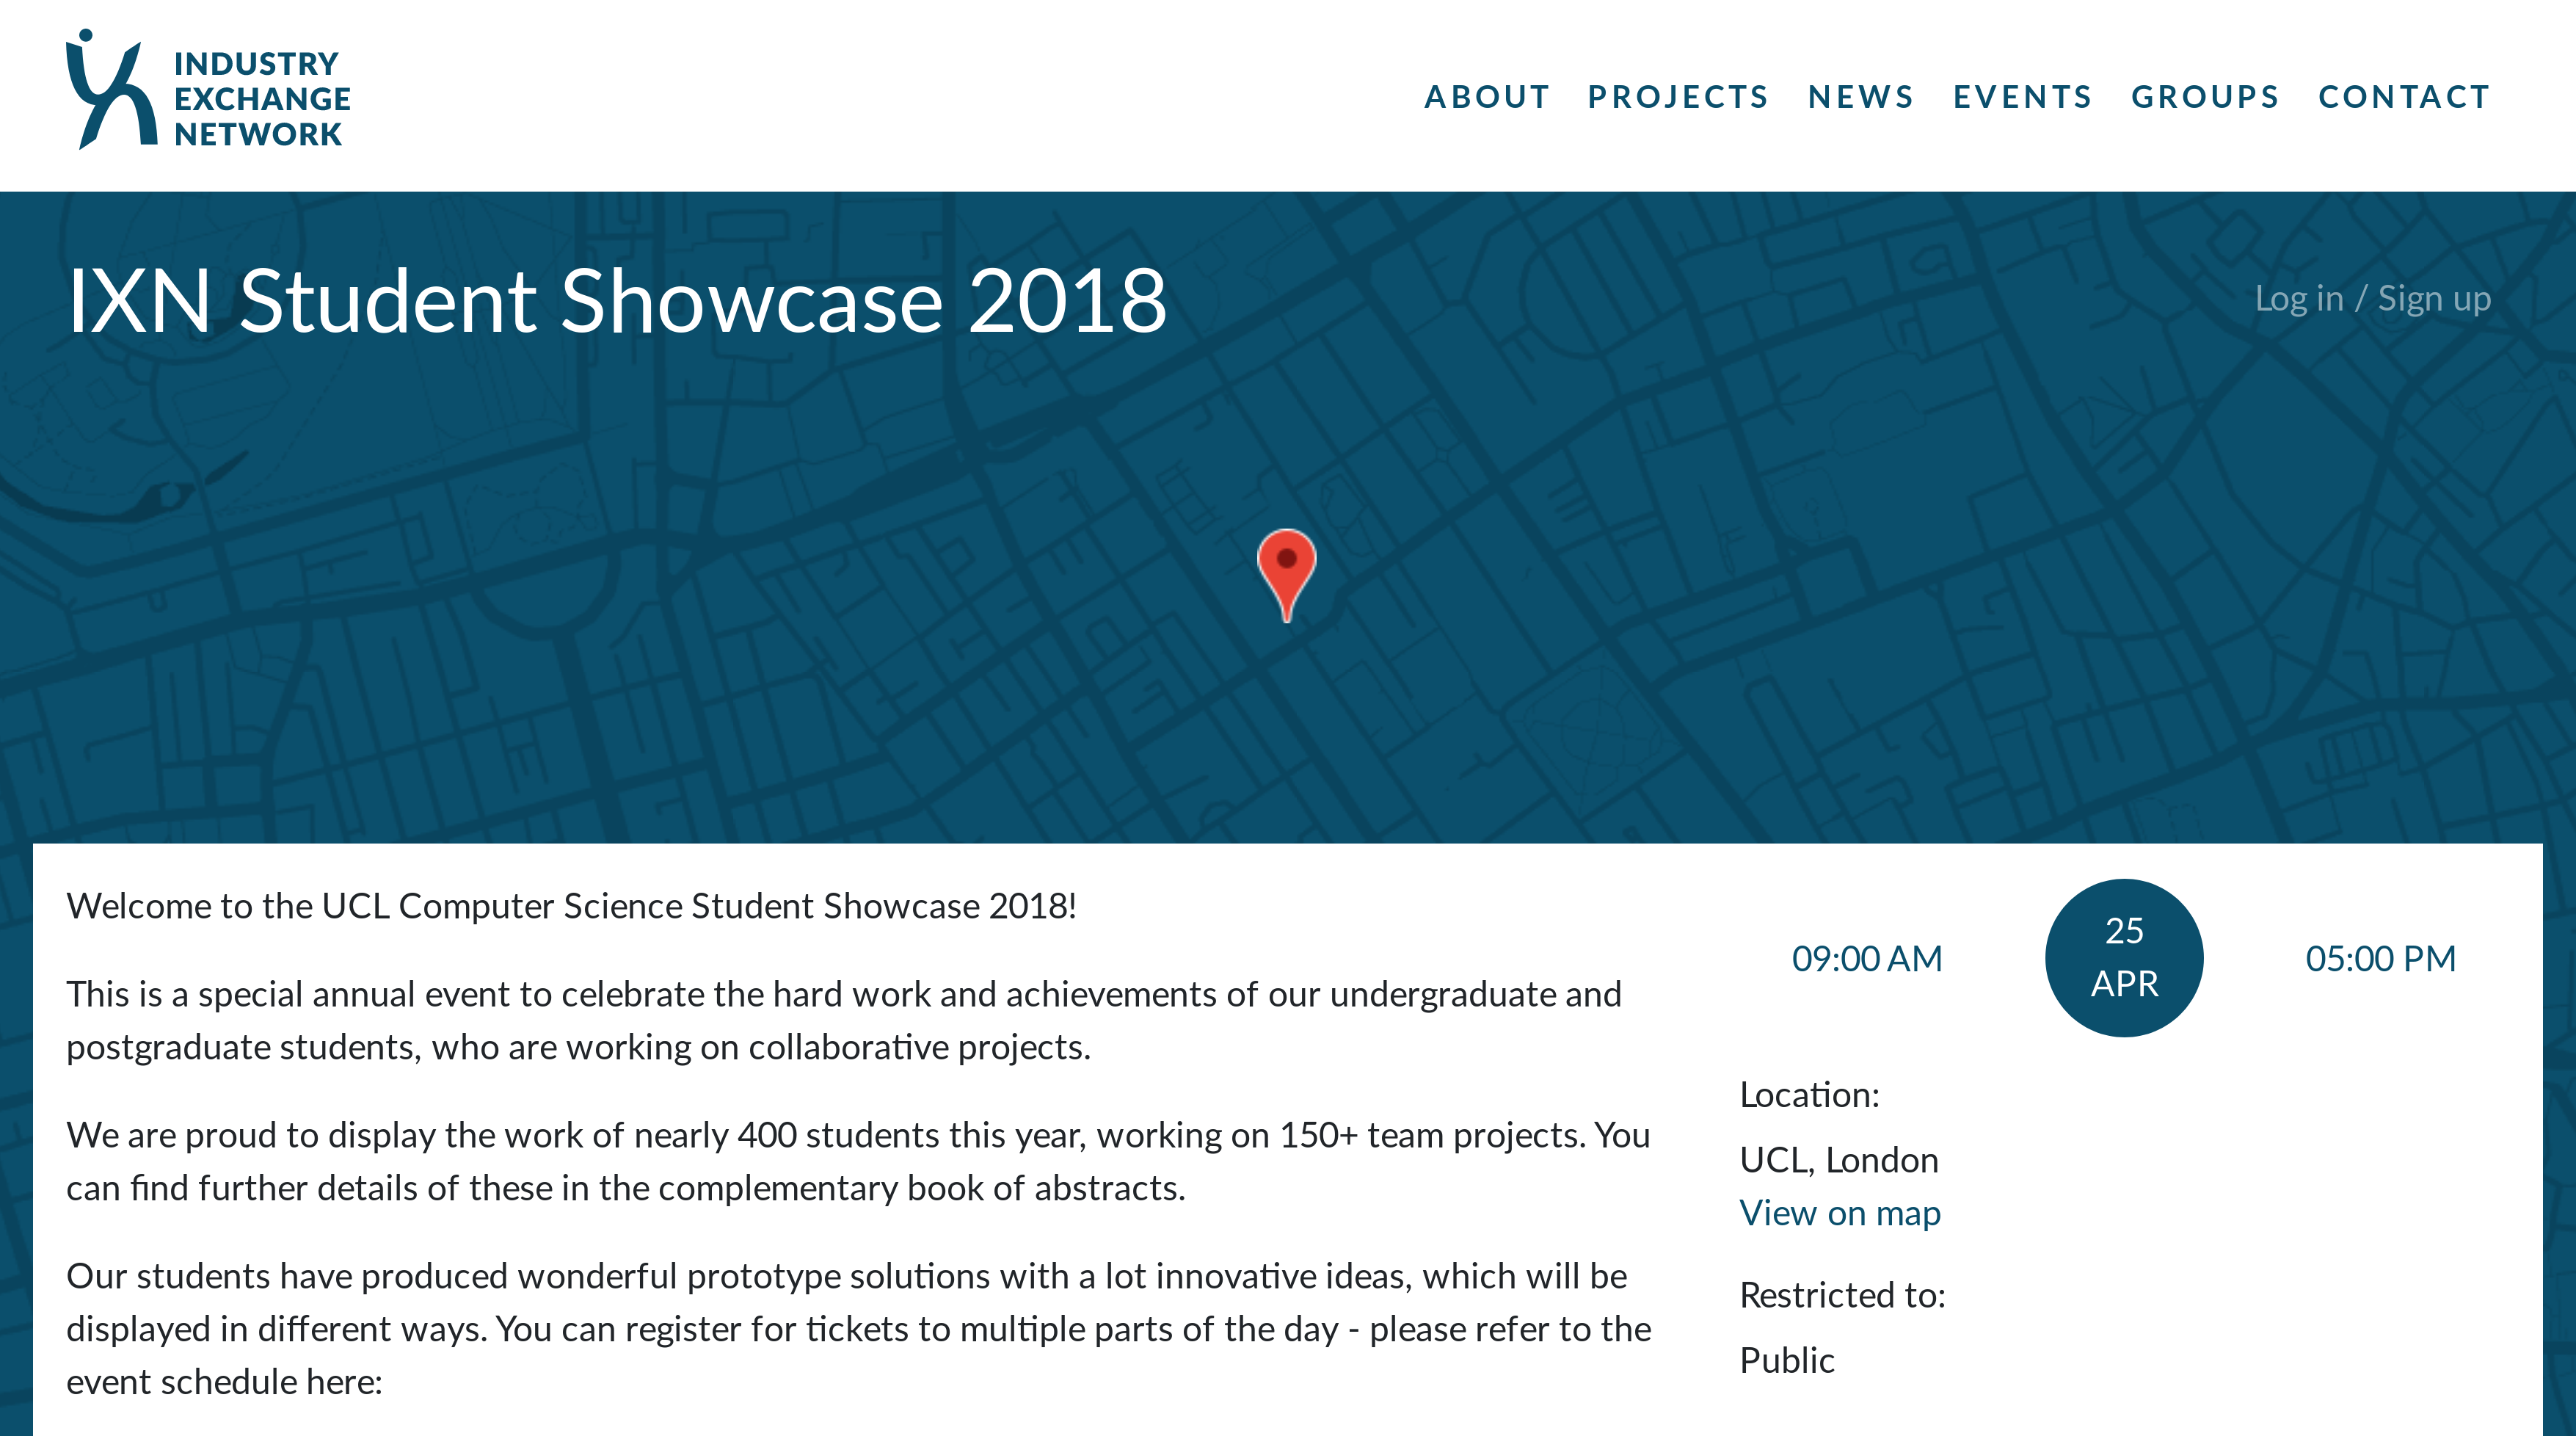 INDUSTRY
EXCHANGE
NETWORK
ABOUT PROJECTS NEWS EVENTS GROUPS CONTACT
IXN Student Showcase 2018
Log in / Sign up
Welcome to the UCL Computer Science Student Showcase 2018!
This is a special annual event to celebrate the hard work and achievements of our undergraduate and
postgraduate students, who are working on collaborative projects.
We are proud to display the work of nearly 400 students this year, working on 150+ team projects. You
can find further details of these in the complementary book of abstracts.
Our students have produced wonderful prototype solutions with a lot innovative ideas, which will be
displayed in different ways. You can register for tickets to multiple parts of the day - please refer to the
event schedule here:
09:00 AM
25
APR
05:00 PM
Location:
UCL, London
View on map
Restricted to:
Public